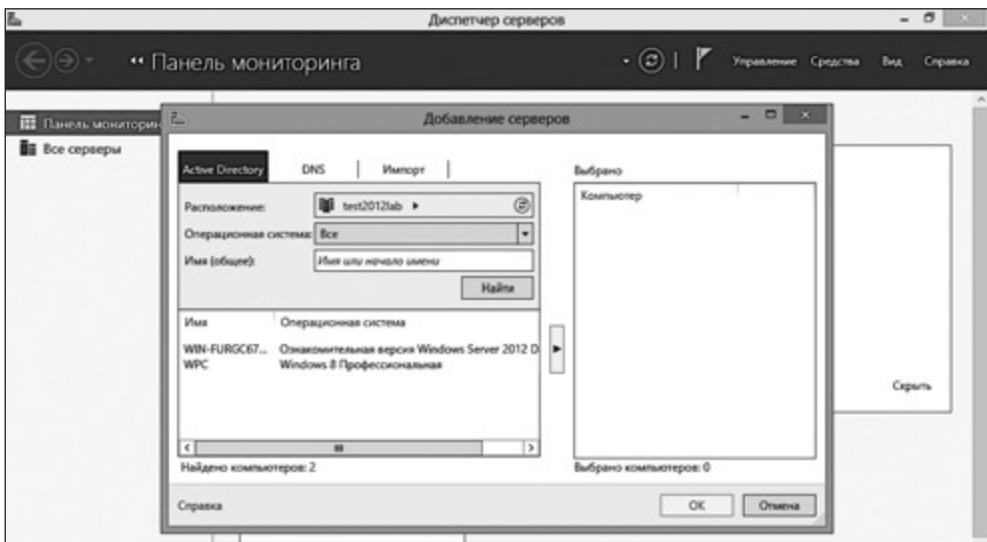 Диспетчер серверов
Панель мониторинга
Управление Средства Вид Справка
Панель мониторин
Все серверы
Добавление серверов
Active Directory DNS Импорт
Расположение: test2012lab
Операционная система: Все
Имя (общее): Имя или начало имени
Найти
Имя Операционная система
WIN-FURGC67... Ознакомительная версия Windows Server 2012 D
WPC Windows 8 Профессиональная
Найдено компьютеров: 2
Выбрано
Компьютер
Выбрано компьютеров: 0
Скрыть
Справка
OK Отмена